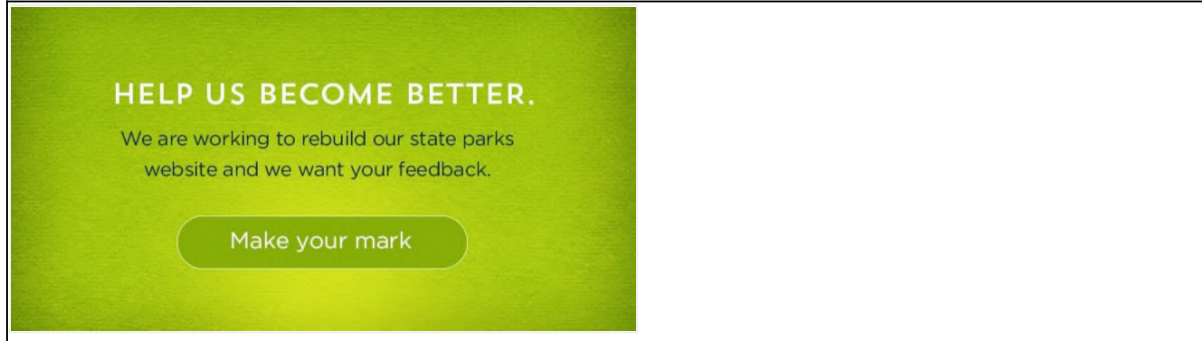 HELP US BECOME BETTER.
We are working to rebuild our state parks
website and we want your feedback.
Make your mark